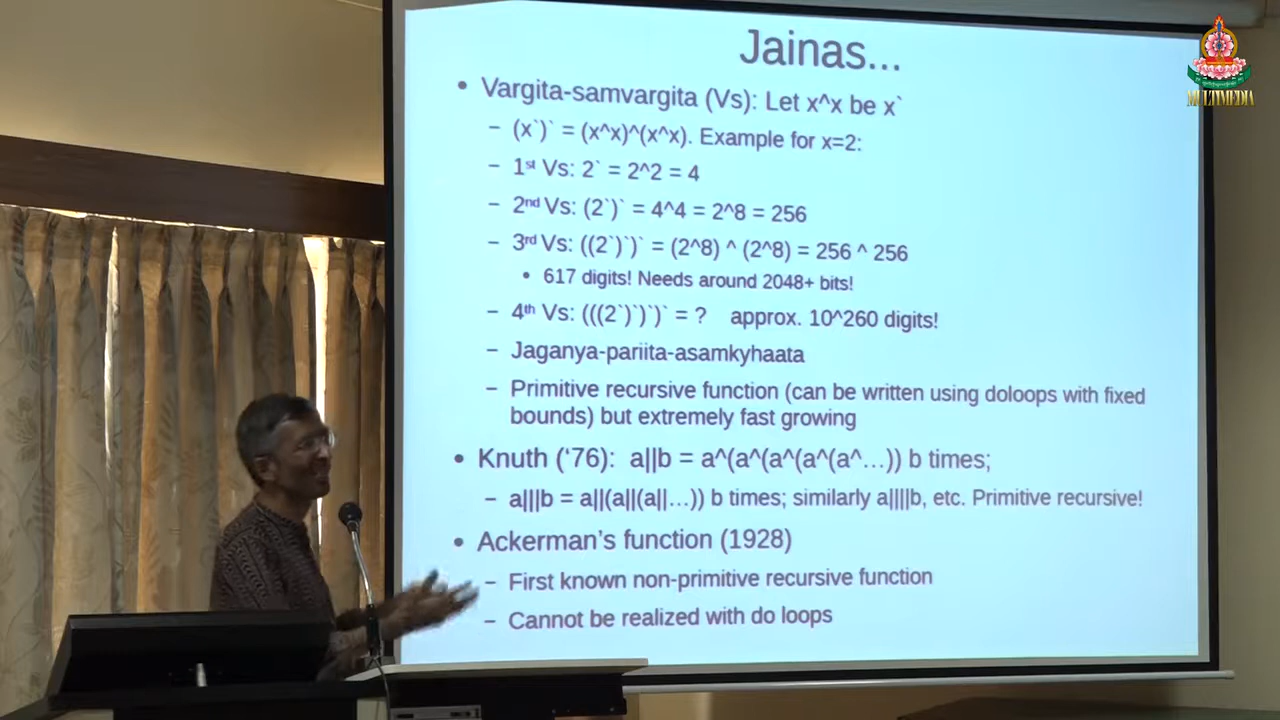 Jainas...
• Vargita-samvargita (Vs): Let x^x be x`
– (x`)` = (x^x)^(x^x). Example for x=2:
– 1st Vs: 2` = 2^2 = 4
– 2nd Vs: (2`)` = 4^4 = 2^8 = 256
– 3rd Vs: ((2`)`)` = (2^8) ^ (2^8) = 256 ^ 256
• 617 digits! Needs around 2048+ bits!
– 4th Vs: (((2`)`)`)` = ? approx. 10^260 digits!
– Jaganya-pariita-asamkyhaata
– Primitive recursive function (can be written using doloops with fixed
bounds) but extremely fast growing
• Knuth (‘76): a||b = a^(a^(a^(a^(a^…)) b times;
– a|||b = a||(a||(a||…)) b times; similarly a||||b, etc. Primitive recursive!
• Ackerman’s function (1928)
– First known non-primitive recursive function
– Cannot be realized with do loops
MULTIMEDIA